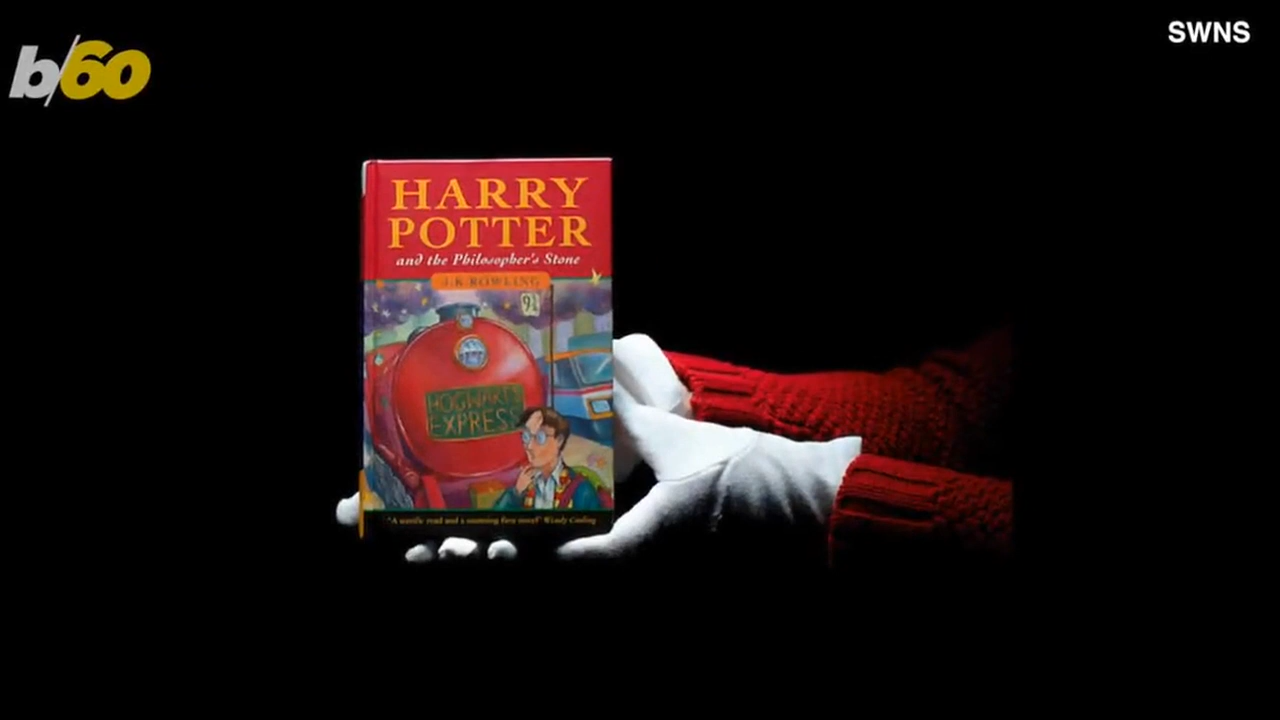 SWNS
b/60
HARRY
POTTER
and the Philosopher's Stone
J.K.ROWLING
9¾
HOGWARTS
EXPRESS
"A terrific read and a stunning first novel" Wendy Cooling